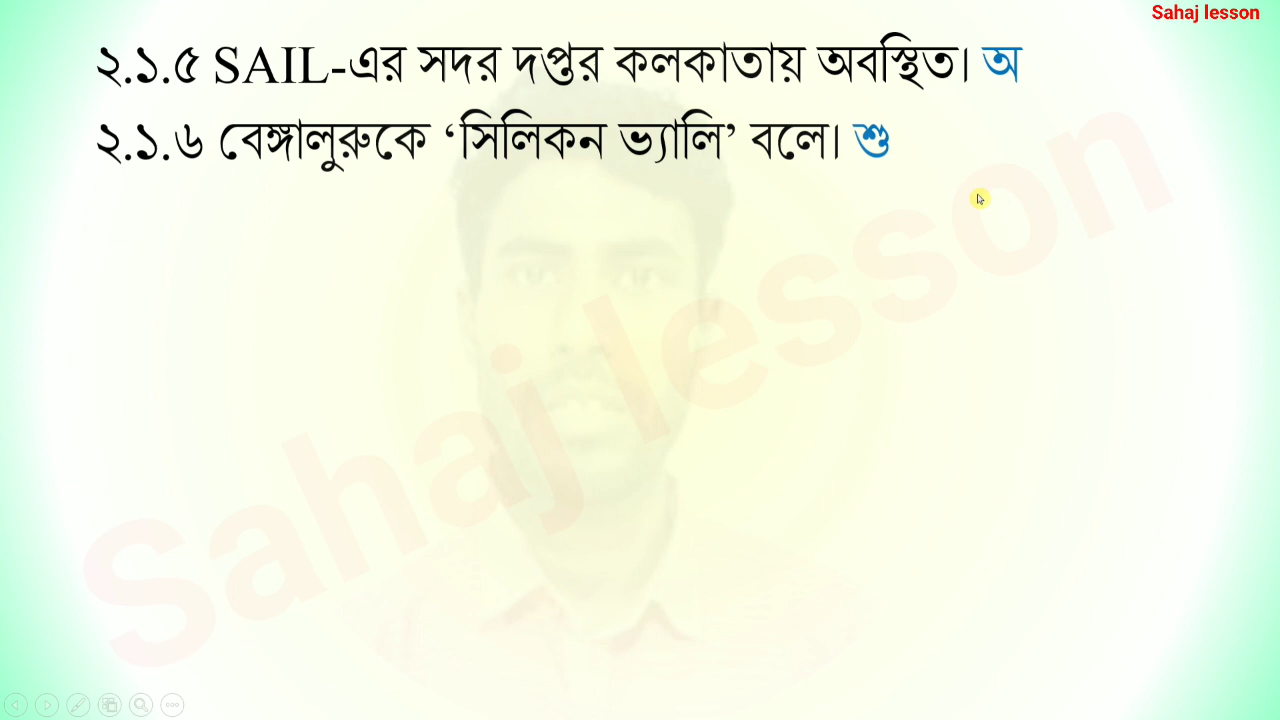 Sahaj lesson
২.১.৫ SAIL-এর সদর দপ্তর কলকাতায় অবস্থিত। অ
২.১.৬ বেঙ্গালুরুকে ‘সিলিকন ভ্যালি’ বলে। শু
Sahaj lesson